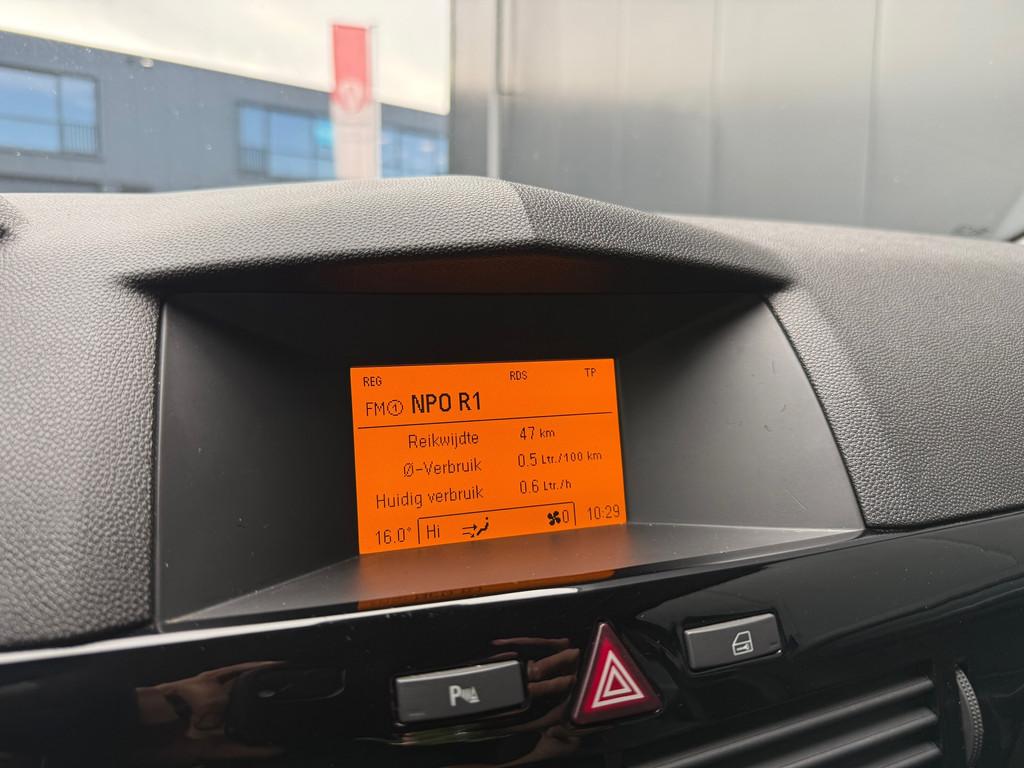 REG RDS TP
FM① NPO R1
Reikwijdte 47 km
Ø-Verbruik 0.5 Ltr./100 km
Huidig verbruik 0.6 Ltr./h
16.0° Hi 0 10:29
P